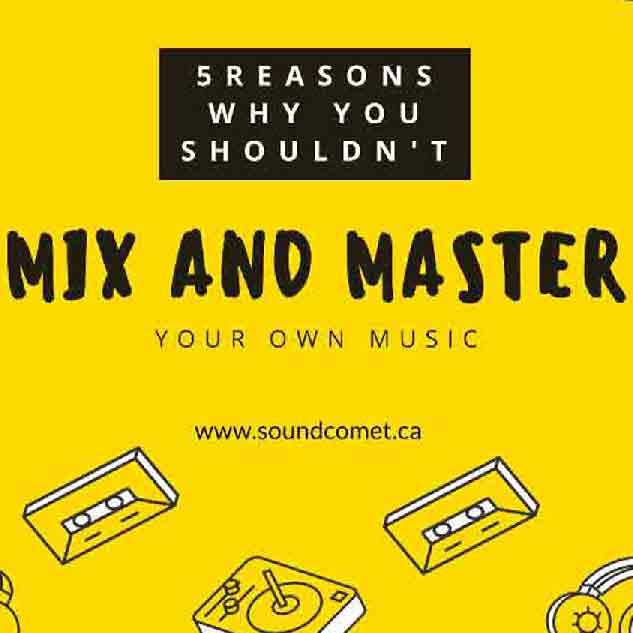 5REASONS
WHY YOU
SHOULDN'T
MIX AND MASTER
YOUR OWN MUSIC
www.soundcomet.ca